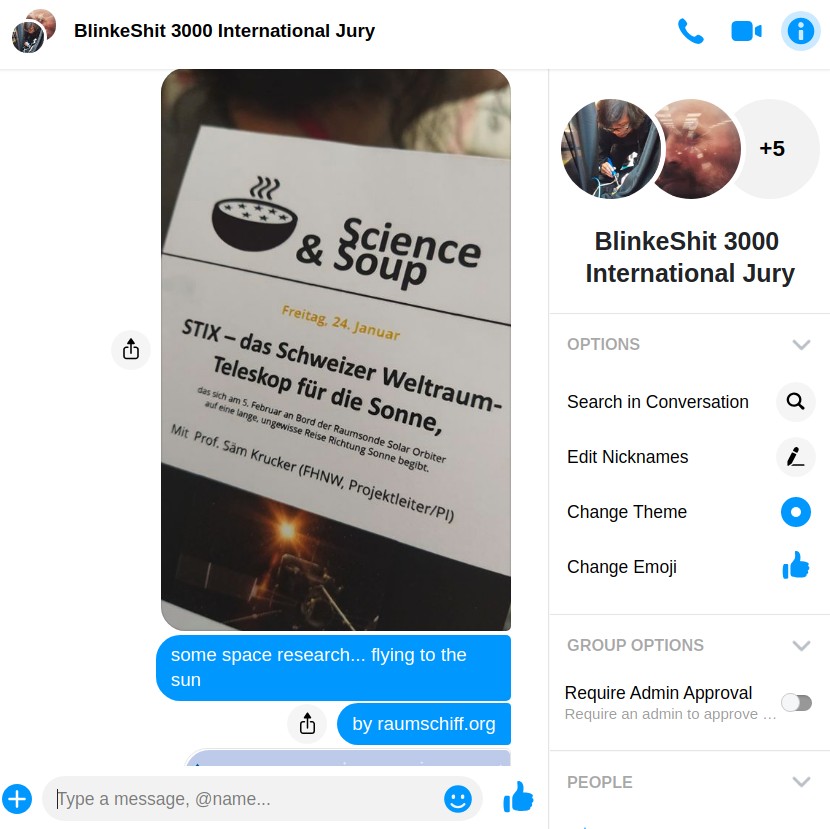 BlinkeShit 3000 International Jury
Science
& Soup
Freitag, 24. Januar
STIX – das Schweizer Weltraum-
Teleskop für die Sonne,
das sich am 5. Februar an Bord der Raumsonde Solar Orbiter
auf eine lange, ungewisse Reise Richtung Sonne begibt.
Mit Prof. Säm Krucker (FHNW, Projektleiter/PI)
some space research... flying to the
sun
by raumschiff.org
Type a message, @name...
+5
BlinkeShit 3000
International Jury
OPTIONS
Search in Conversation
Edit Nicknames
Change Theme
Change Emoji
GROUP OPTIONS
Require Admin Approval
Require an admin to approve ...
PEOPLE